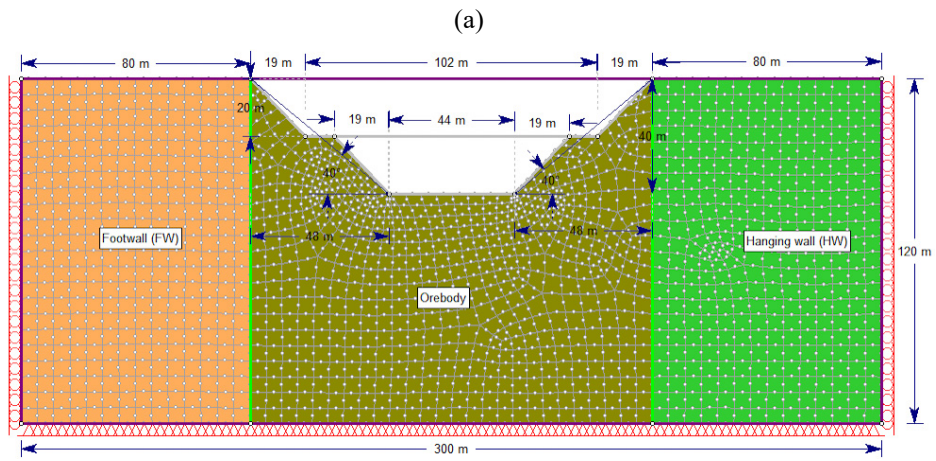 (a)
80 m 19 m 102 m 19 m 80 m
20 m 19 m 44 m 19 m 40 m
40° 40°
48 m 48 m
Footwall (FW) Hanging wall (HW) 120 m
Orebody
300 m